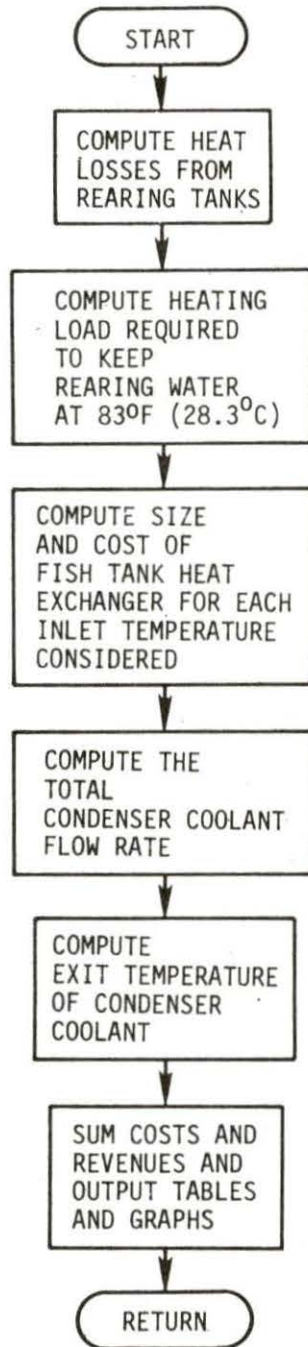 START
COMPUTE HEAT
LOSSES FROM
REARING TANKS
COMPUTE HEATING
LOAD REQUIRED
TO KEEP
REARING WATER
AT 83ºF (28.3ºC)
COMPUTE SIZE
AND COST OF
FISH TANK HEAT
EXCHANGER FOR EACH
INLET TEMPERATURE
CONSIDERED
COMPUTE THE
TOTAL
CONDENSER COOLANT
FLOW RATE
COMPUTE
EXIT TEMPERATURE
OF CONDENSER
COOLANT
SUM COSTS AND
REVENUES AND
OUTPUT TABLES
AND GRAPHS
RETURN